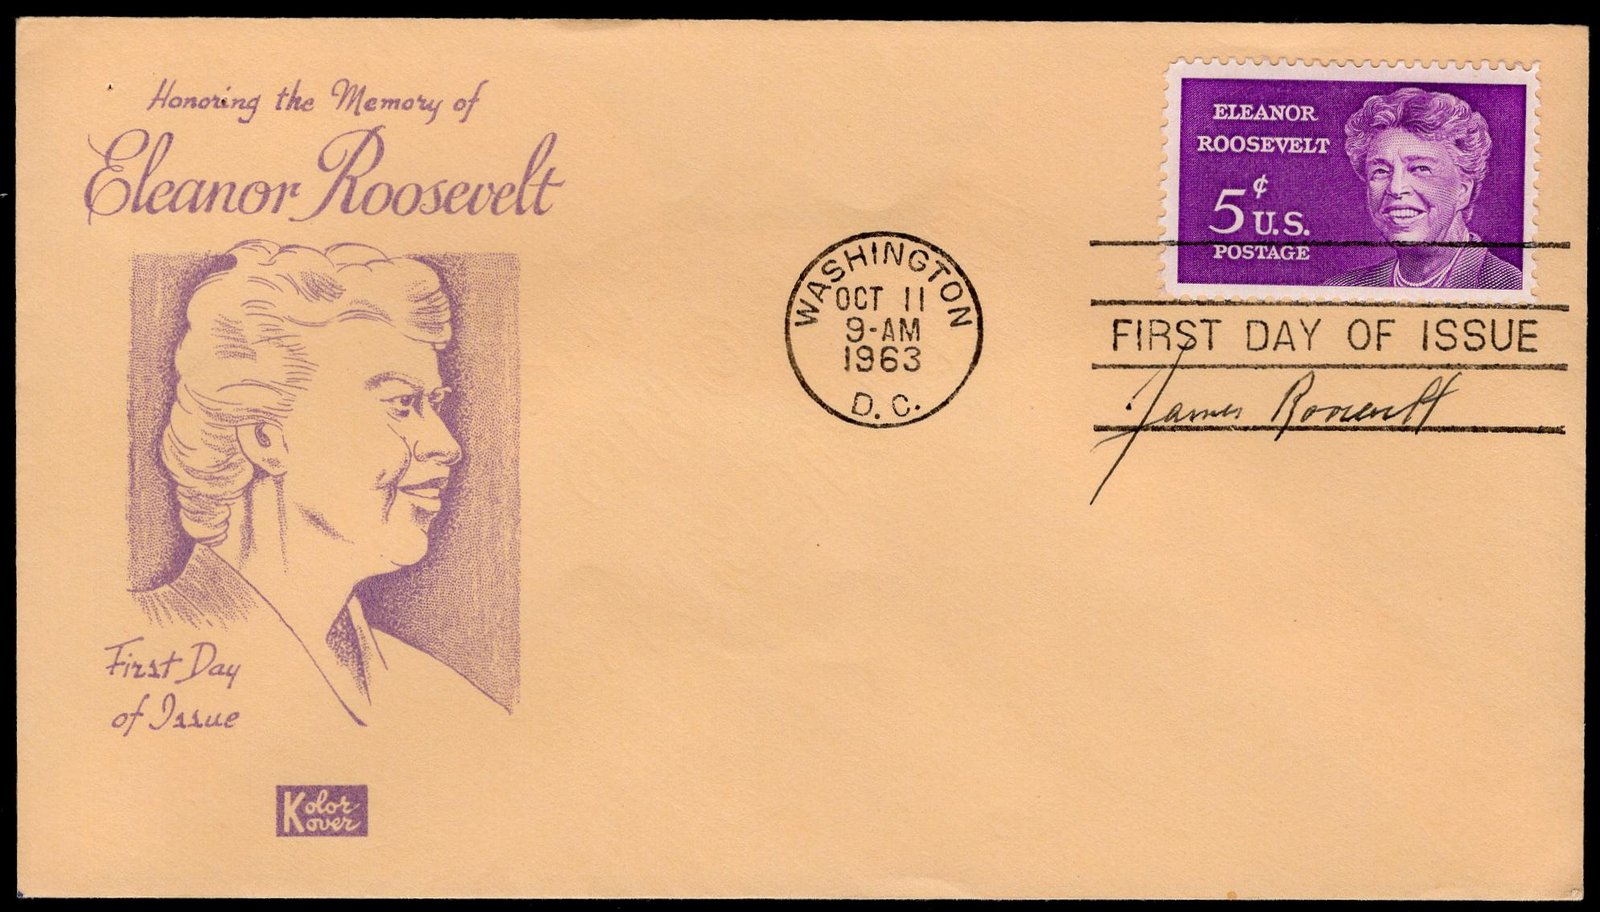 Honoring the Memory of
Eleanor Roosevelt
First Day
of Issue
Kolor
Kover
WASHINGTON
OCT 11
9-AM
1963
D.C.
ELEANOR
ROOSEVELT
5¢
U.S.
POSTAGE
FIRST DAY OF ISSUE
James Roosevelt